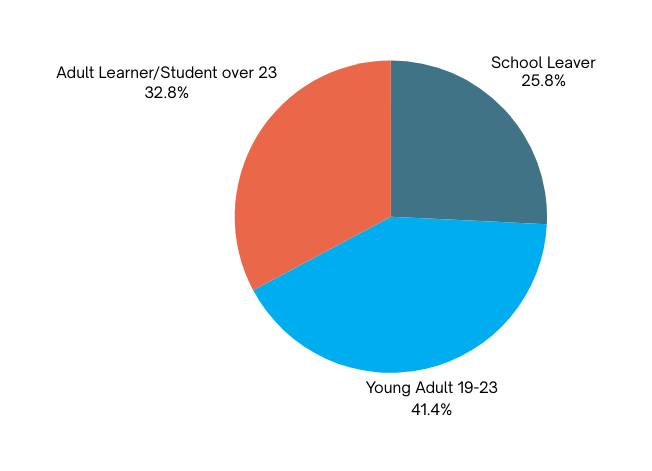 Adult Learner/Student over 23
32.8%
School Leaver
25.8%
Young Adult 19-23
41.4%